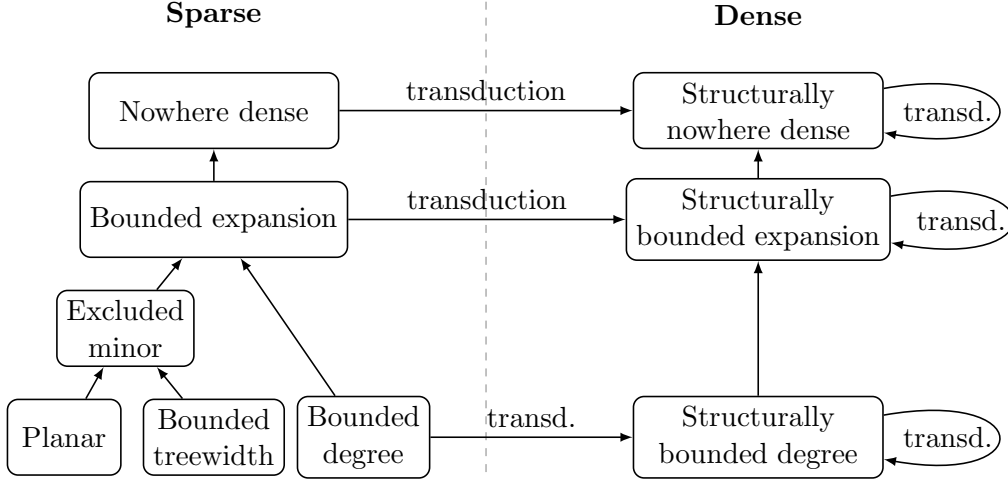 Sparse
Dense
Nowhere dense
transduction
Structurally
nowhere dense
transd.
Bounded expansion
transduction
Structurally
bounded expansion
transd.
Excluded
minor
Planar
Bounded
treewidth
Bounded
degree
transd.
Structurally
bounded degree
transd.